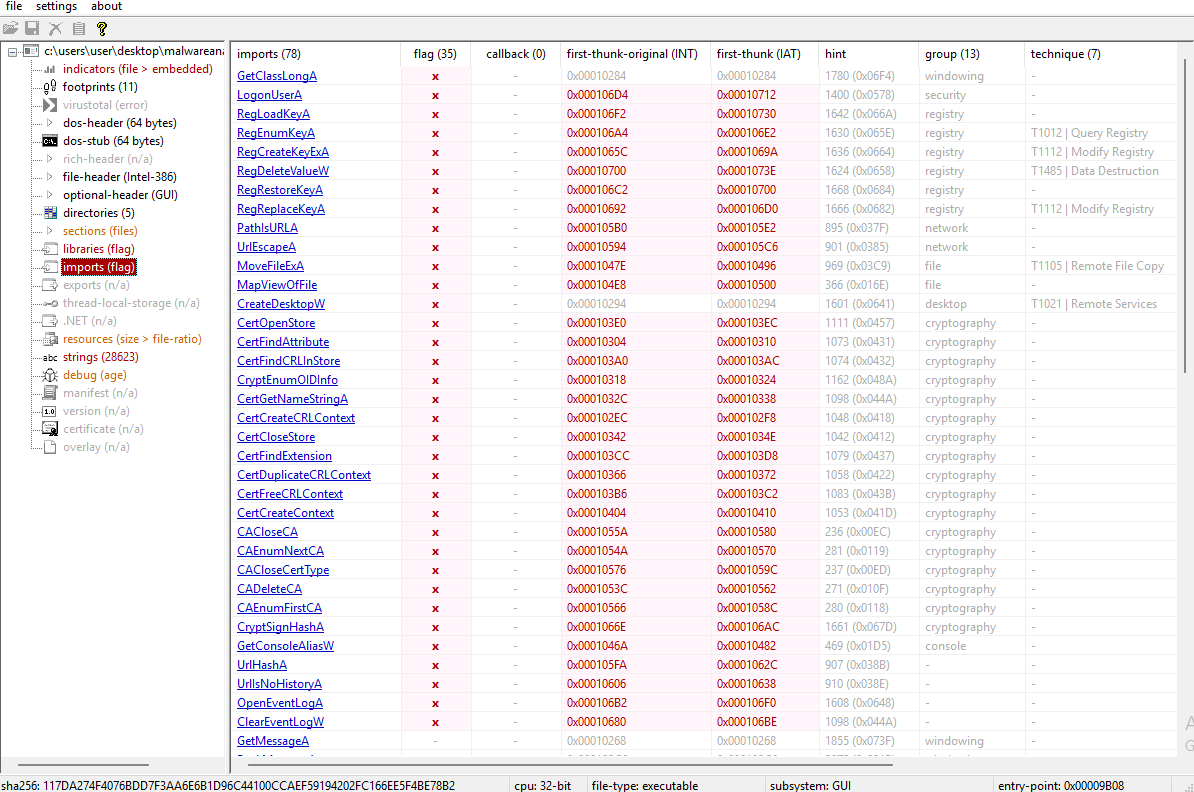 file settings about
c:\users\user\desktop\malwarean
indicators (file > embedded)
footprints (11)
virustotal (error)
dos-header (64 bytes)
dos-stub (64 bytes)
rich-header (n/a)
file-header (Intel-386)
optional-header (GUI)
directories (5)
sections (files)
libraries (flag)
imports (flag)
exports (n/a)
thread-local-storage (n/a)
.NET (n/a)
resources (size > file-ratio)
abc strings (28623)
debug (age)
manifest (n/a)
1.0 version (n/a)
certificate (n/a)
overlay (n/a)
imports (78) flag (35) callback (0) first-thunk-original (INT) first-thunk (IAT) hint group (13) technique (7)
GetClassLongA x - 0x00010284 0x00010284 1780 (0x06F4) windowing -
LogonUserA x - 0x000106D4 0x00010712 1400 (0x0578) security -
RegLoadKeyA x - 0x000106F2 0x00010730 1642 (0x066A) registry -
RegEnumKeyA x - 0x000106A4 0x000106E2 1630 (0x065E) registry T1012 | Query Registry
RegCreateKeyExA x - 0x0001065C 0x0001069A 1636 (0x0664) registry T1112 | Modify Registry
RegDeleteValueW x - 0x00010700 0x0001073E 1624 (0x0658) registry T1485 | Data Destruction
RegRestoreKeyA x - 0x000106C2 0x00010700 1668 (0x0684) registry -
RegReplaceKeyA x - 0x00010692 0x000106D0 1666 (0x0682) registry T1112 | Modify Registry
PathIsURLA x - 0x000105B0 0x000105E2 895 (0x037F) network -
UrlEscapeA x - 0x00010594 0x000105C6 901 (0x0385) network -
MoveFileExA x - 0x0001047E 0x00010496 969 (0x03C9) file T1105 | Remote File Copy
MapViewOfFile x - 0x000104E8 0x00010500 366 (0x016E) file -
CreateDesktopW x - 0x00010294 0x00010294 1601 (0x0641) desktop T1021 | Remote Services
CertOpenStore x - 0x000103E0 0x000103EC 1111 (0x0457) cryptography -
CertFindAttribute x - 0x00010304 0x00010310 1073 (0x0431) cryptography -
CertFindCRLInStore x - 0x000103A0 0x000103AC 1074 (0x0432) cryptography -
CryptEnumOIDInfo x - 0x00010318 0x00010324 1162 (0x048A) cryptography -
CertGetNameStringA x - 0x0001032C 0x00010338 1098 (0x044A) cryptography -
CertCreateCRLContext x - 0x000102EC 0x000102F8 1048 (0x0418) cryptography -
CertCloseStore x - 0x00010342 0x0001034E 1042 (0x0412) cryptography -
CertFindExtension x - 0x000103CC 0x000103D8 1079 (0x0437) cryptography -
CertDuplicateCRLContext x - 0x00010366 0x00010372 1058 (0x0422) cryptography -
CertFreeCRLContext x - 0x000103B6 0x000103C2 1083 (0x043B) cryptography -
CertCreateContext x - 0x00010404 0x00010410 1053 (0x041D) cryptography -
CACloseCA x - 0x0001055A 0x00010580 236 (0x00EC) cryptography -
CAEnumNextCA x - 0x0001054A 0x00010570 281 (0x0119) cryptography -
CACloseCertType x - 0x00010576 0x0001059C 237 (0x00ED) cryptography -
CADeleteCA x - 0x0001053C 0x00010562 271 (0x010F) cryptography -
CAEnumFirstCA x - 0x00010566 0x0001058C 280 (0x0118) cryptography -
CryptSignHashA x - 0x0001066E 0x000106AC 1661 (0x067D) cryptography -
GetConsoleAliasW x - 0x0001046A 0x00010482 469 (0x01D5) console -
UrlHashA x - 0x000105FA 0x0001062C 907 (0x038B) - -
UrlIsNoHistoryA x - 0x00010606 0x00010638 910 (0x038E) - -
OpenEventLogA x - 0x000106B2 0x000106F0 1608 (0x0648) - -
ClearEventLogW x - 0x00010680 0x000106BE 1098 (0x044A) - -
GetMessageA - - 0x00010268 0x00010268 1855 (0x073F) windowing -
sha256: 117DA274F4076BDD7F3AA6E6B1D96C44100CCAEF59194202FC166EE5F4BE78B2 cpu: 32-bit file-type: executable subsystem: GUI entry-point: 0x00009B08